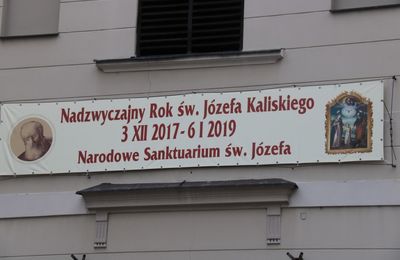 Nadzwyczajny Rok św. Józefa Kaliskiego
3 XII 2017 - 6 I 2019
Narodowe Sanktuarium św. Józefa